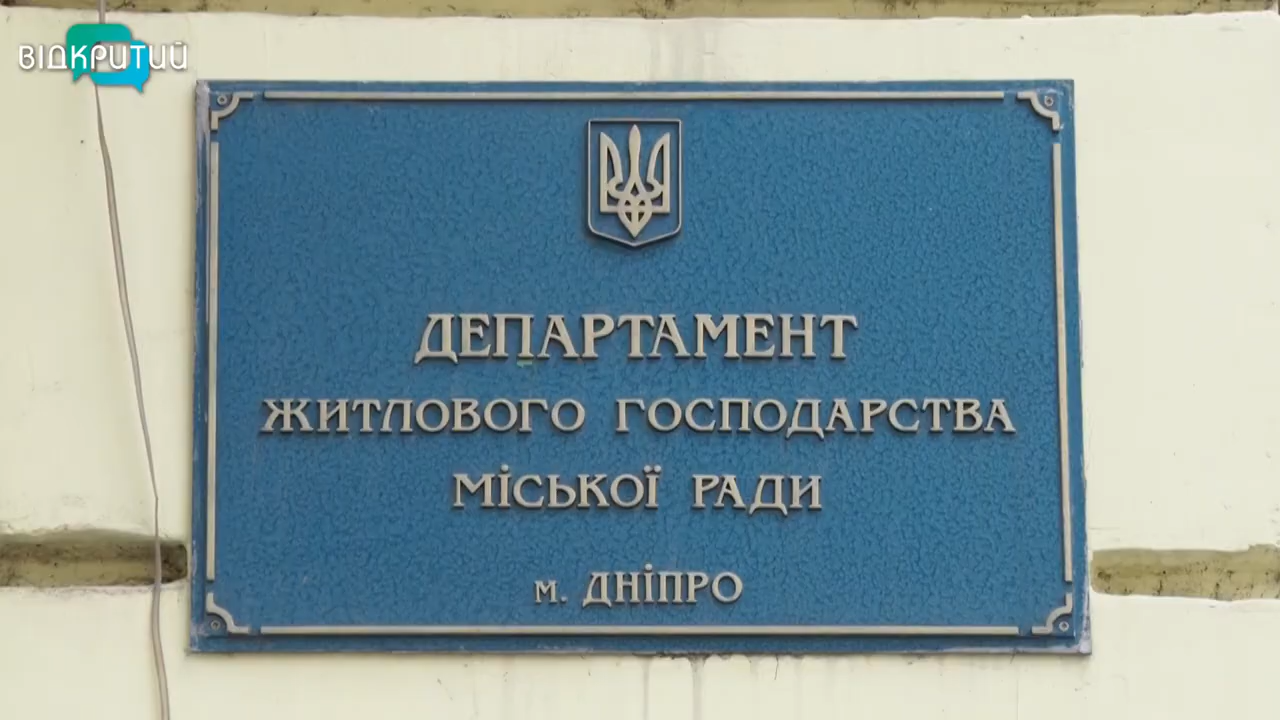 ВІДКРИТИЙ
ДЕПАРТАМЕНТ
ЖИТЛОВОГО ГОСПОДАРСТВА
МІСЬКОЇ РАДИ
м. ДНІПРО